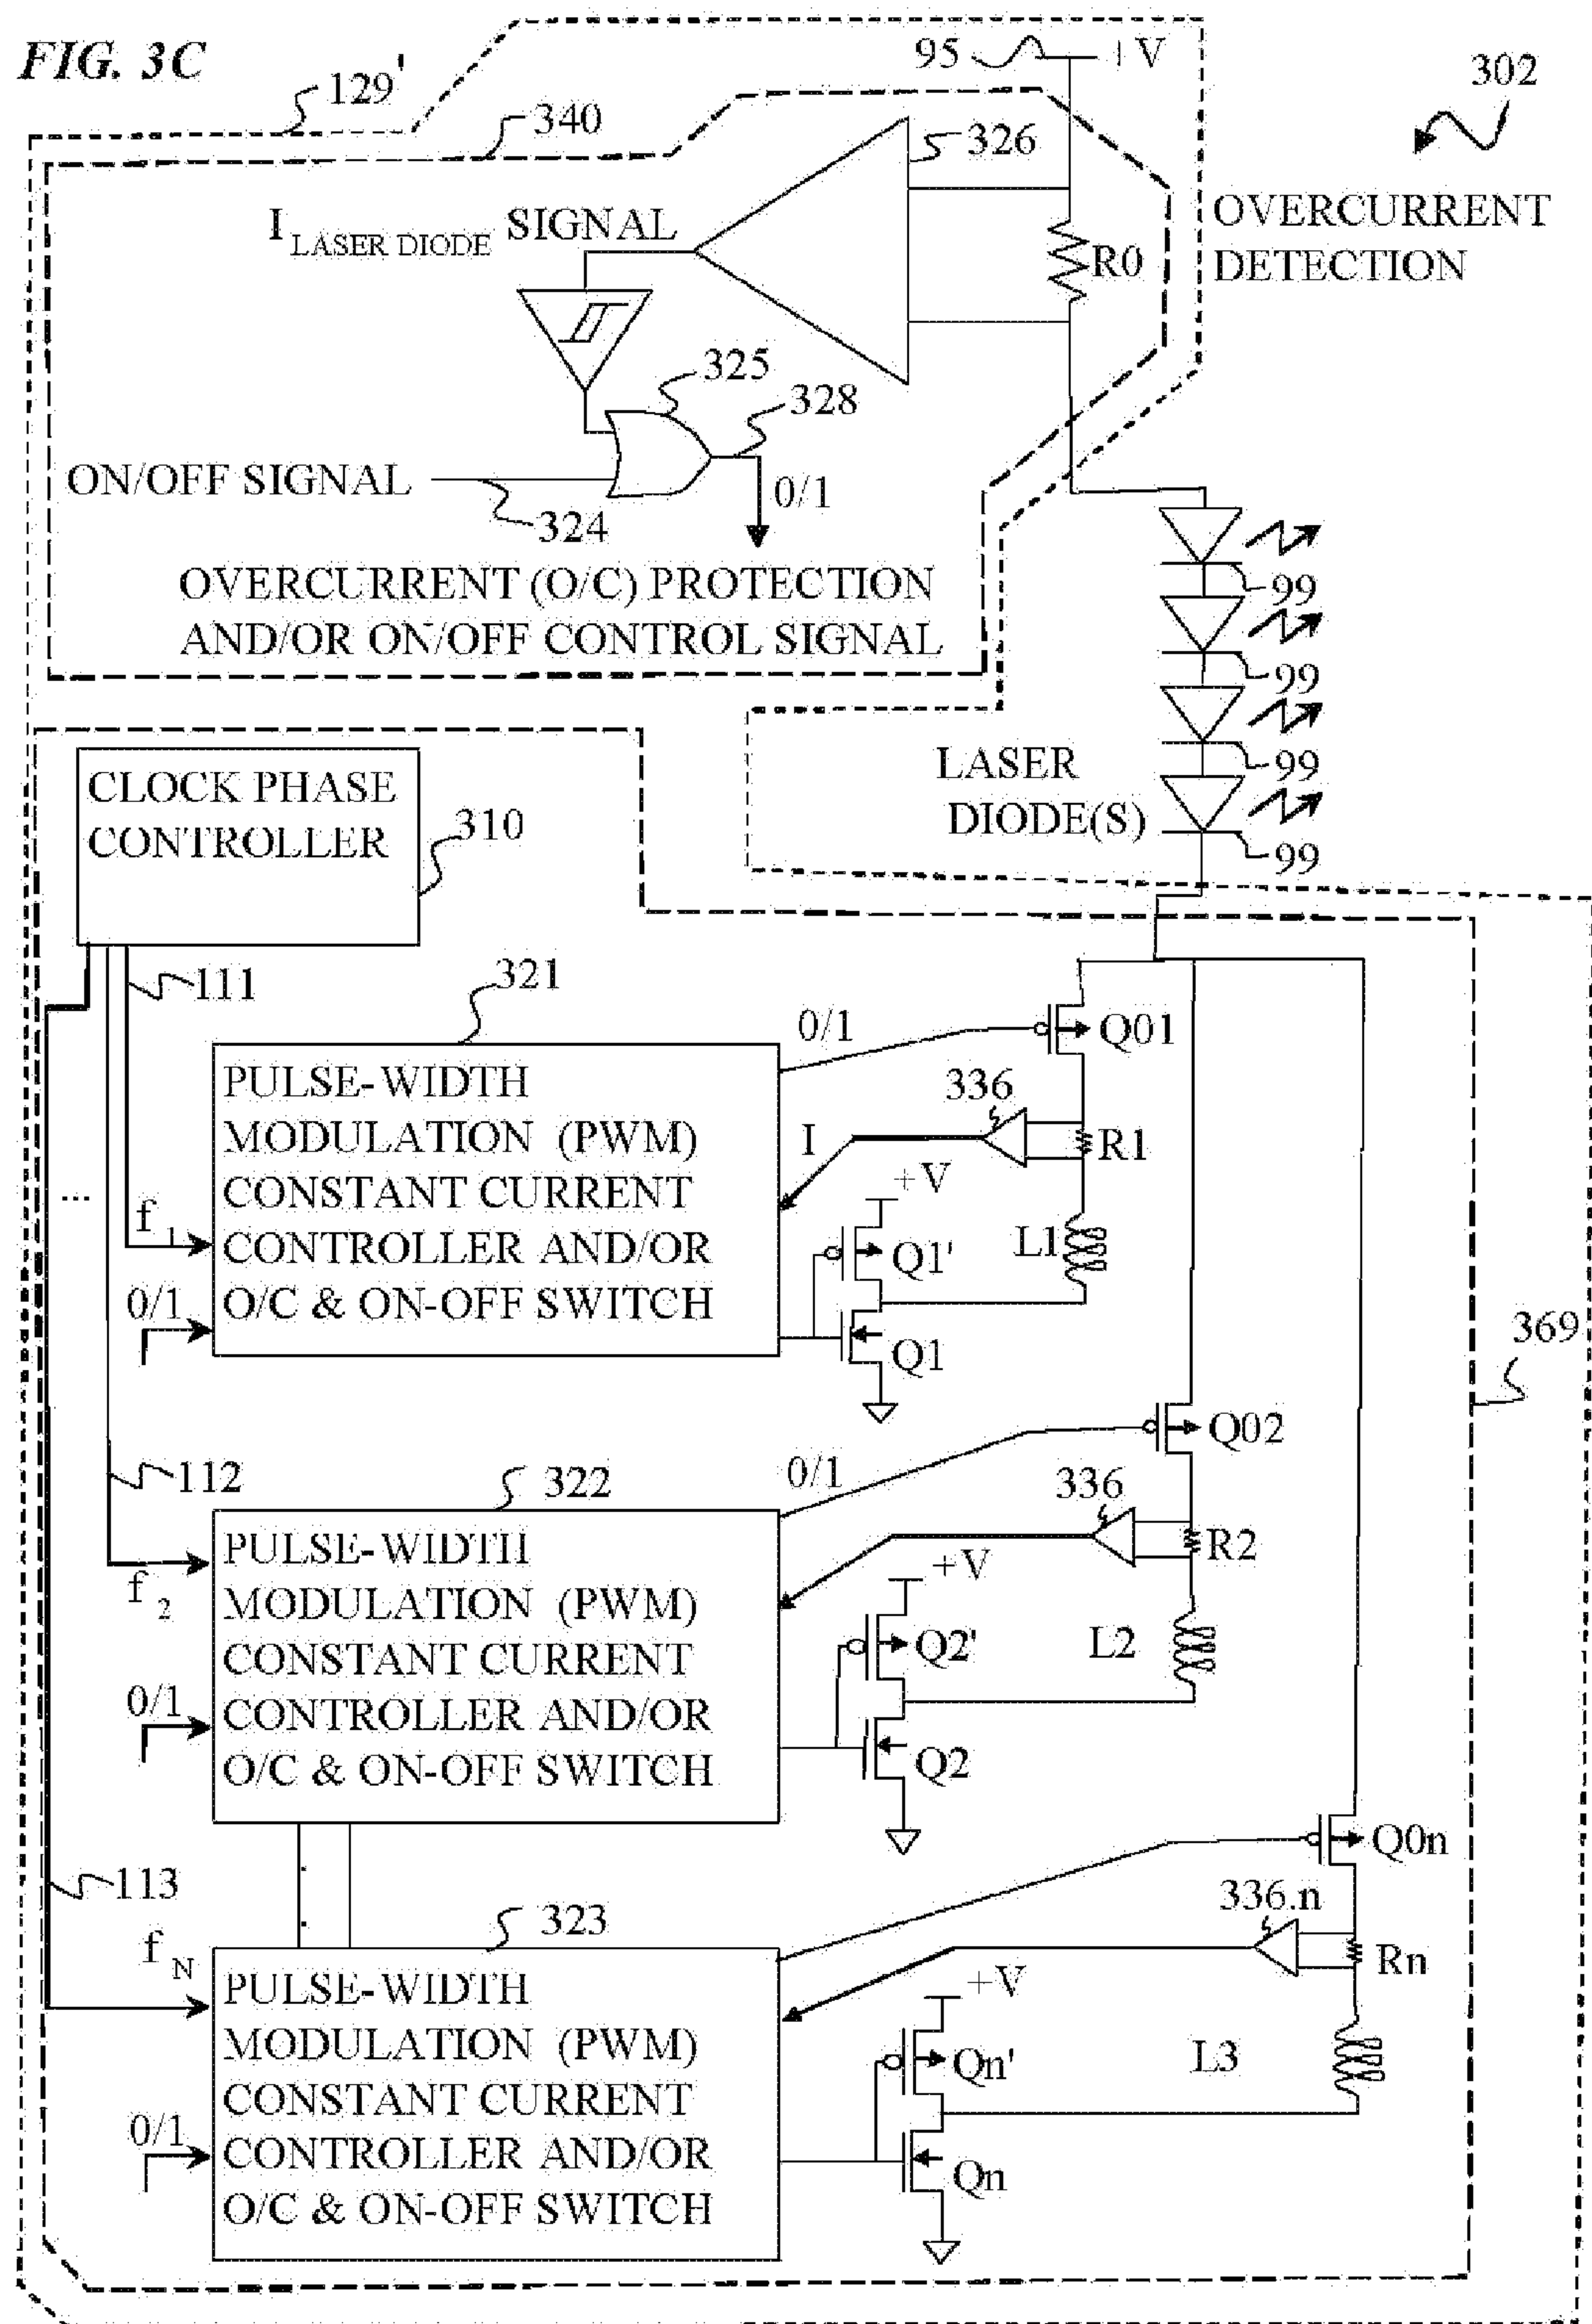 FIG. 3C
129'
340
95
+V
302
326
OVERCURRENT
DETECTION
I LASER DIODE SIGNAL
R0
325
328
ON/OFF SIGNAL
324
0/1
OVERCURRENT (O/C) PROTECTION
AND/OR ON/OFF CONTROL SIGNAL
99
99
99
99
LASER
DIODE(S)
CLOCK PHASE
CONTROLLER
310
111
321
0/1
Q01
PULSE-WIDTH
MODULATION (PWM)
CONSTANT CURRENT
CONTROLLER AND/OR
O/C & ON-OFF SWITCH
336
I
R1
+V
...
f 1
Q1'
L1
0/1
Q1
369
112
322
0/1
Q02
PULSE-WIDTH
MODULATION (PWM)
CONSTANT CURRENT
CONTROLLER AND/OR
O/C & ON-OFF SWITCH
336
R2
+V
f 2
Q2'
L2
0/1
Q2
113
323
Q0n
336.n
f N
PULSE-WIDTH
MODULATION (PWM)
CONSTANT CURRENT
CONTROLLER AND/OR
O/C & ON-OFF SWITCH
Rn
+V
Qn'
L3
0/1
Qn